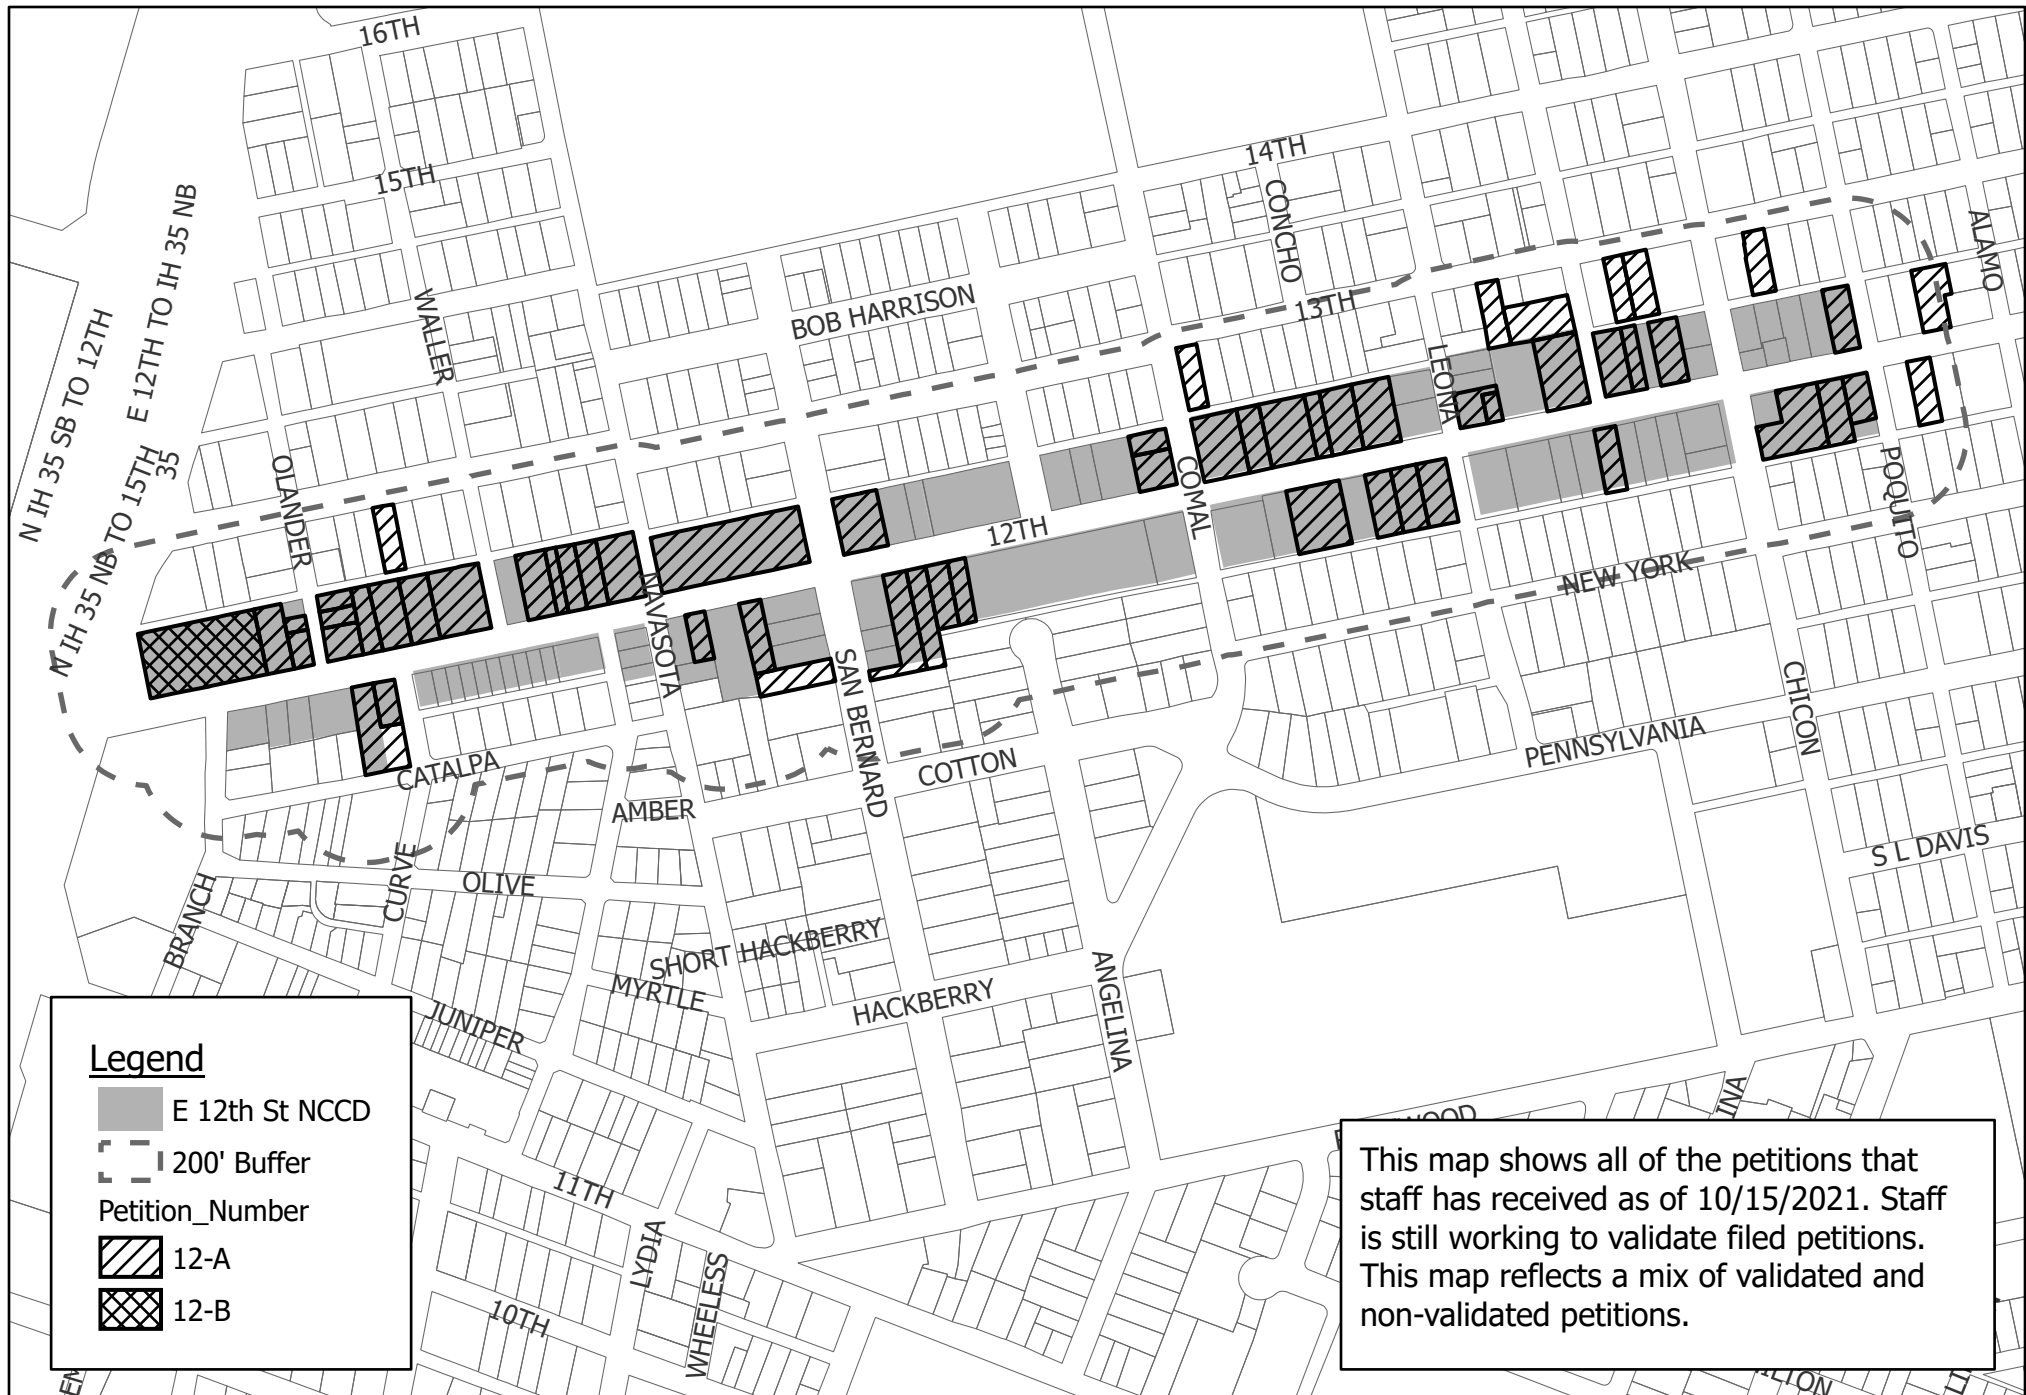 16TH
15TH
14TH
CONCHO
ALAMO
N IH 35 SB TO 12TH
E 12TH TO IH 35 NB
N IH 35 NB TO 15TH
35
WALLER
BOB HARRISON
13TH
LEONA
OLANDER
12TH
COMAL
POQUITO
NAVASOTA
NEW YORK
SAN BERNARD
CHICON
CATALPA
COTTON
PENNSYLVANIA
AMBER
CURVE
OLIVE
S L DAVIS
BRANCH
SHORT HACKBERRY
MYRTLE
HACKBERRY
ANGELINA
JUNIPER
11TH
LYDIA
WHEELESS
10TH
Legend
E 12th St NCCD
200' Buffer
Petition_Number
12-A
12-B
This map shows all of the petitions that
staff has received as of 10/15/2021. Staff
is still working to validate filed petitions.
This map reflects a mix of validated and
non-validated petitions.